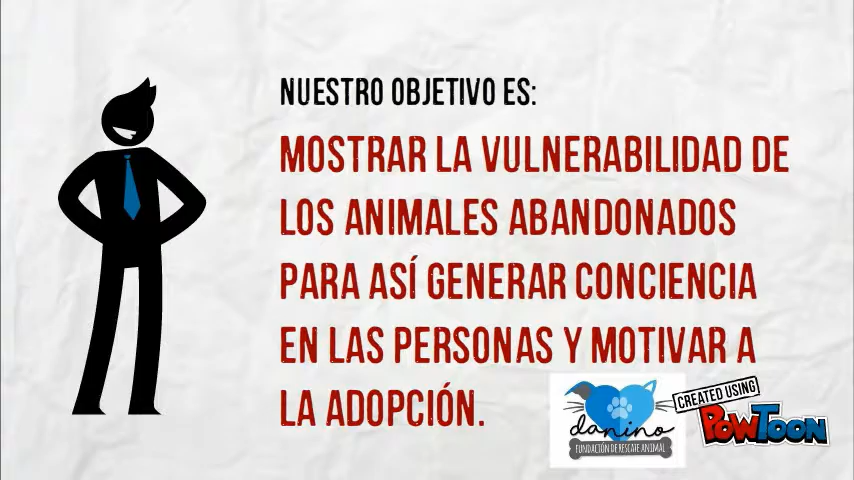 NUESTRO OBJETIVO ES:
MOSTRAR LA VULNERABILIDAD DE
LOS ANIMALES ABANDONADOS
PARA ASÍ GENERAR CONCIENCIA
EN LAS PERSONAS Y MOTIVAR A
LA ADOPCIÓN.
danino
FUNDACIÓN DE RESCATE ANIMAL
CREATED USING
POWTOON